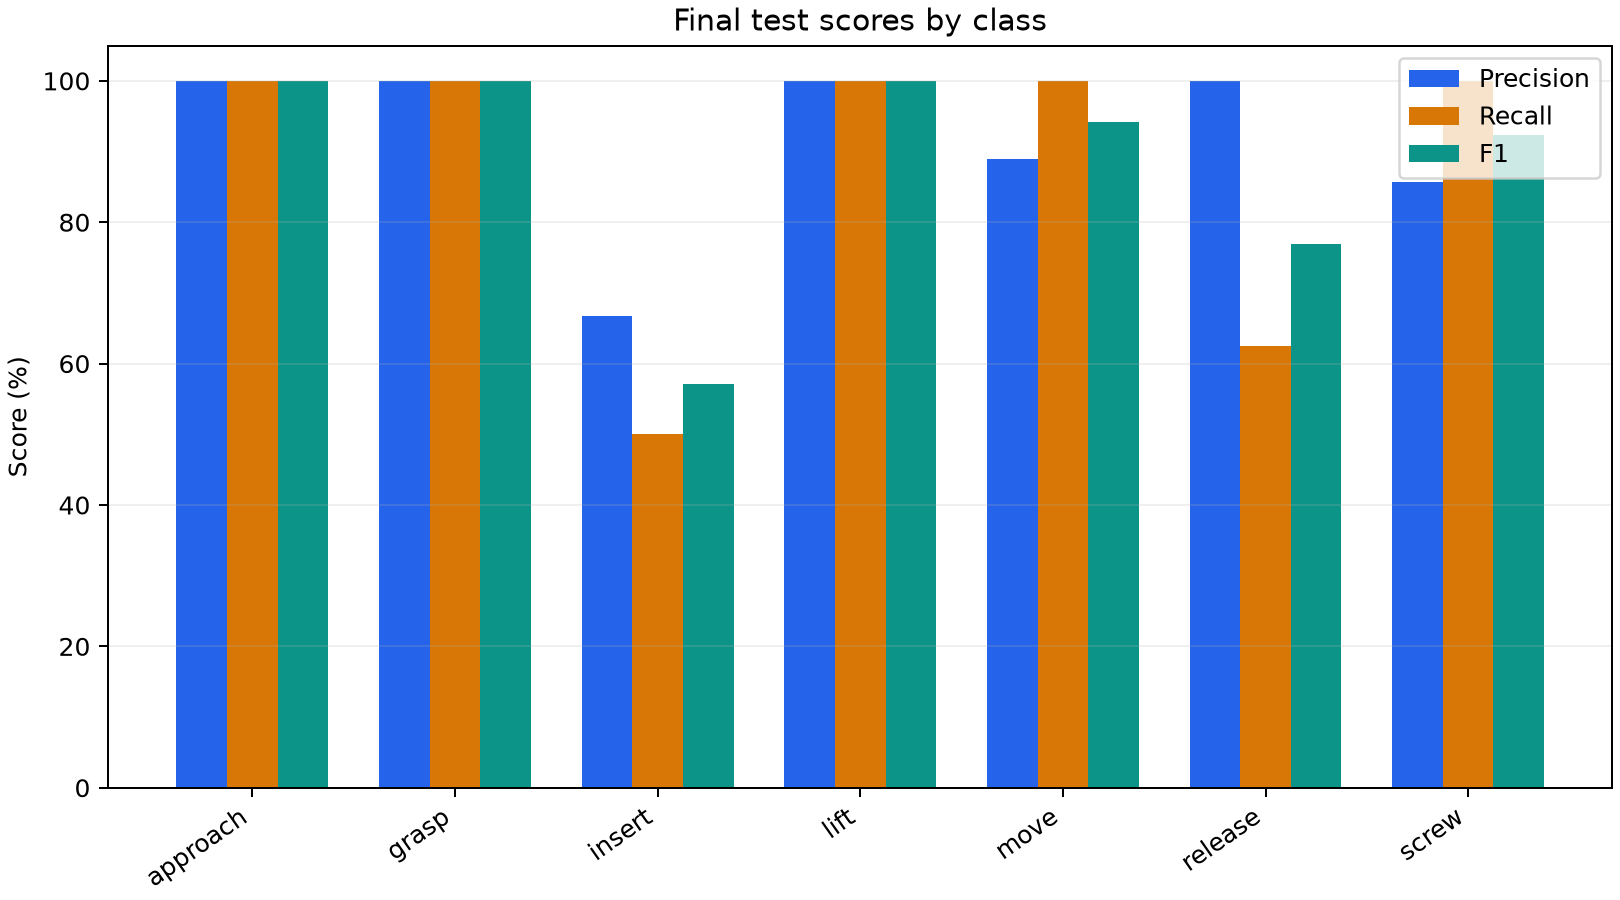 Final test scores by class
Precision
Recall
F1
Score (%)
100
80
60
40
20
0
approach
grasp
insert
lift
move
release
screw